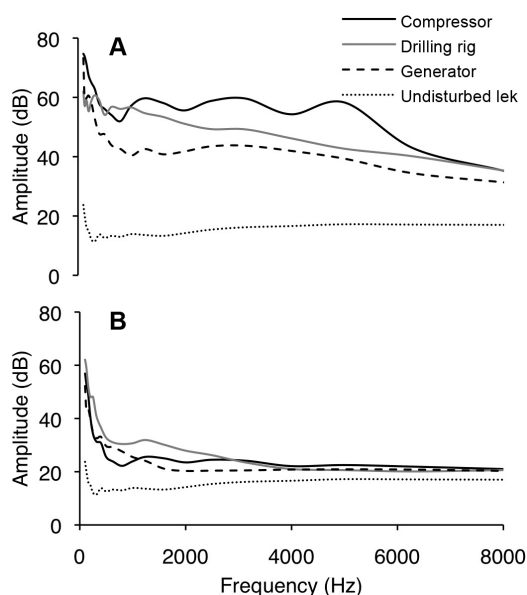 Compressor
Drilling rig
Generator
Undisturbed lek
A
80
60
40
20
0
Amplitude (dB)
B
80
60
40
20
0
Amplitude (dB)
0 2000 4000 6000 8000
Frequency (Hz)